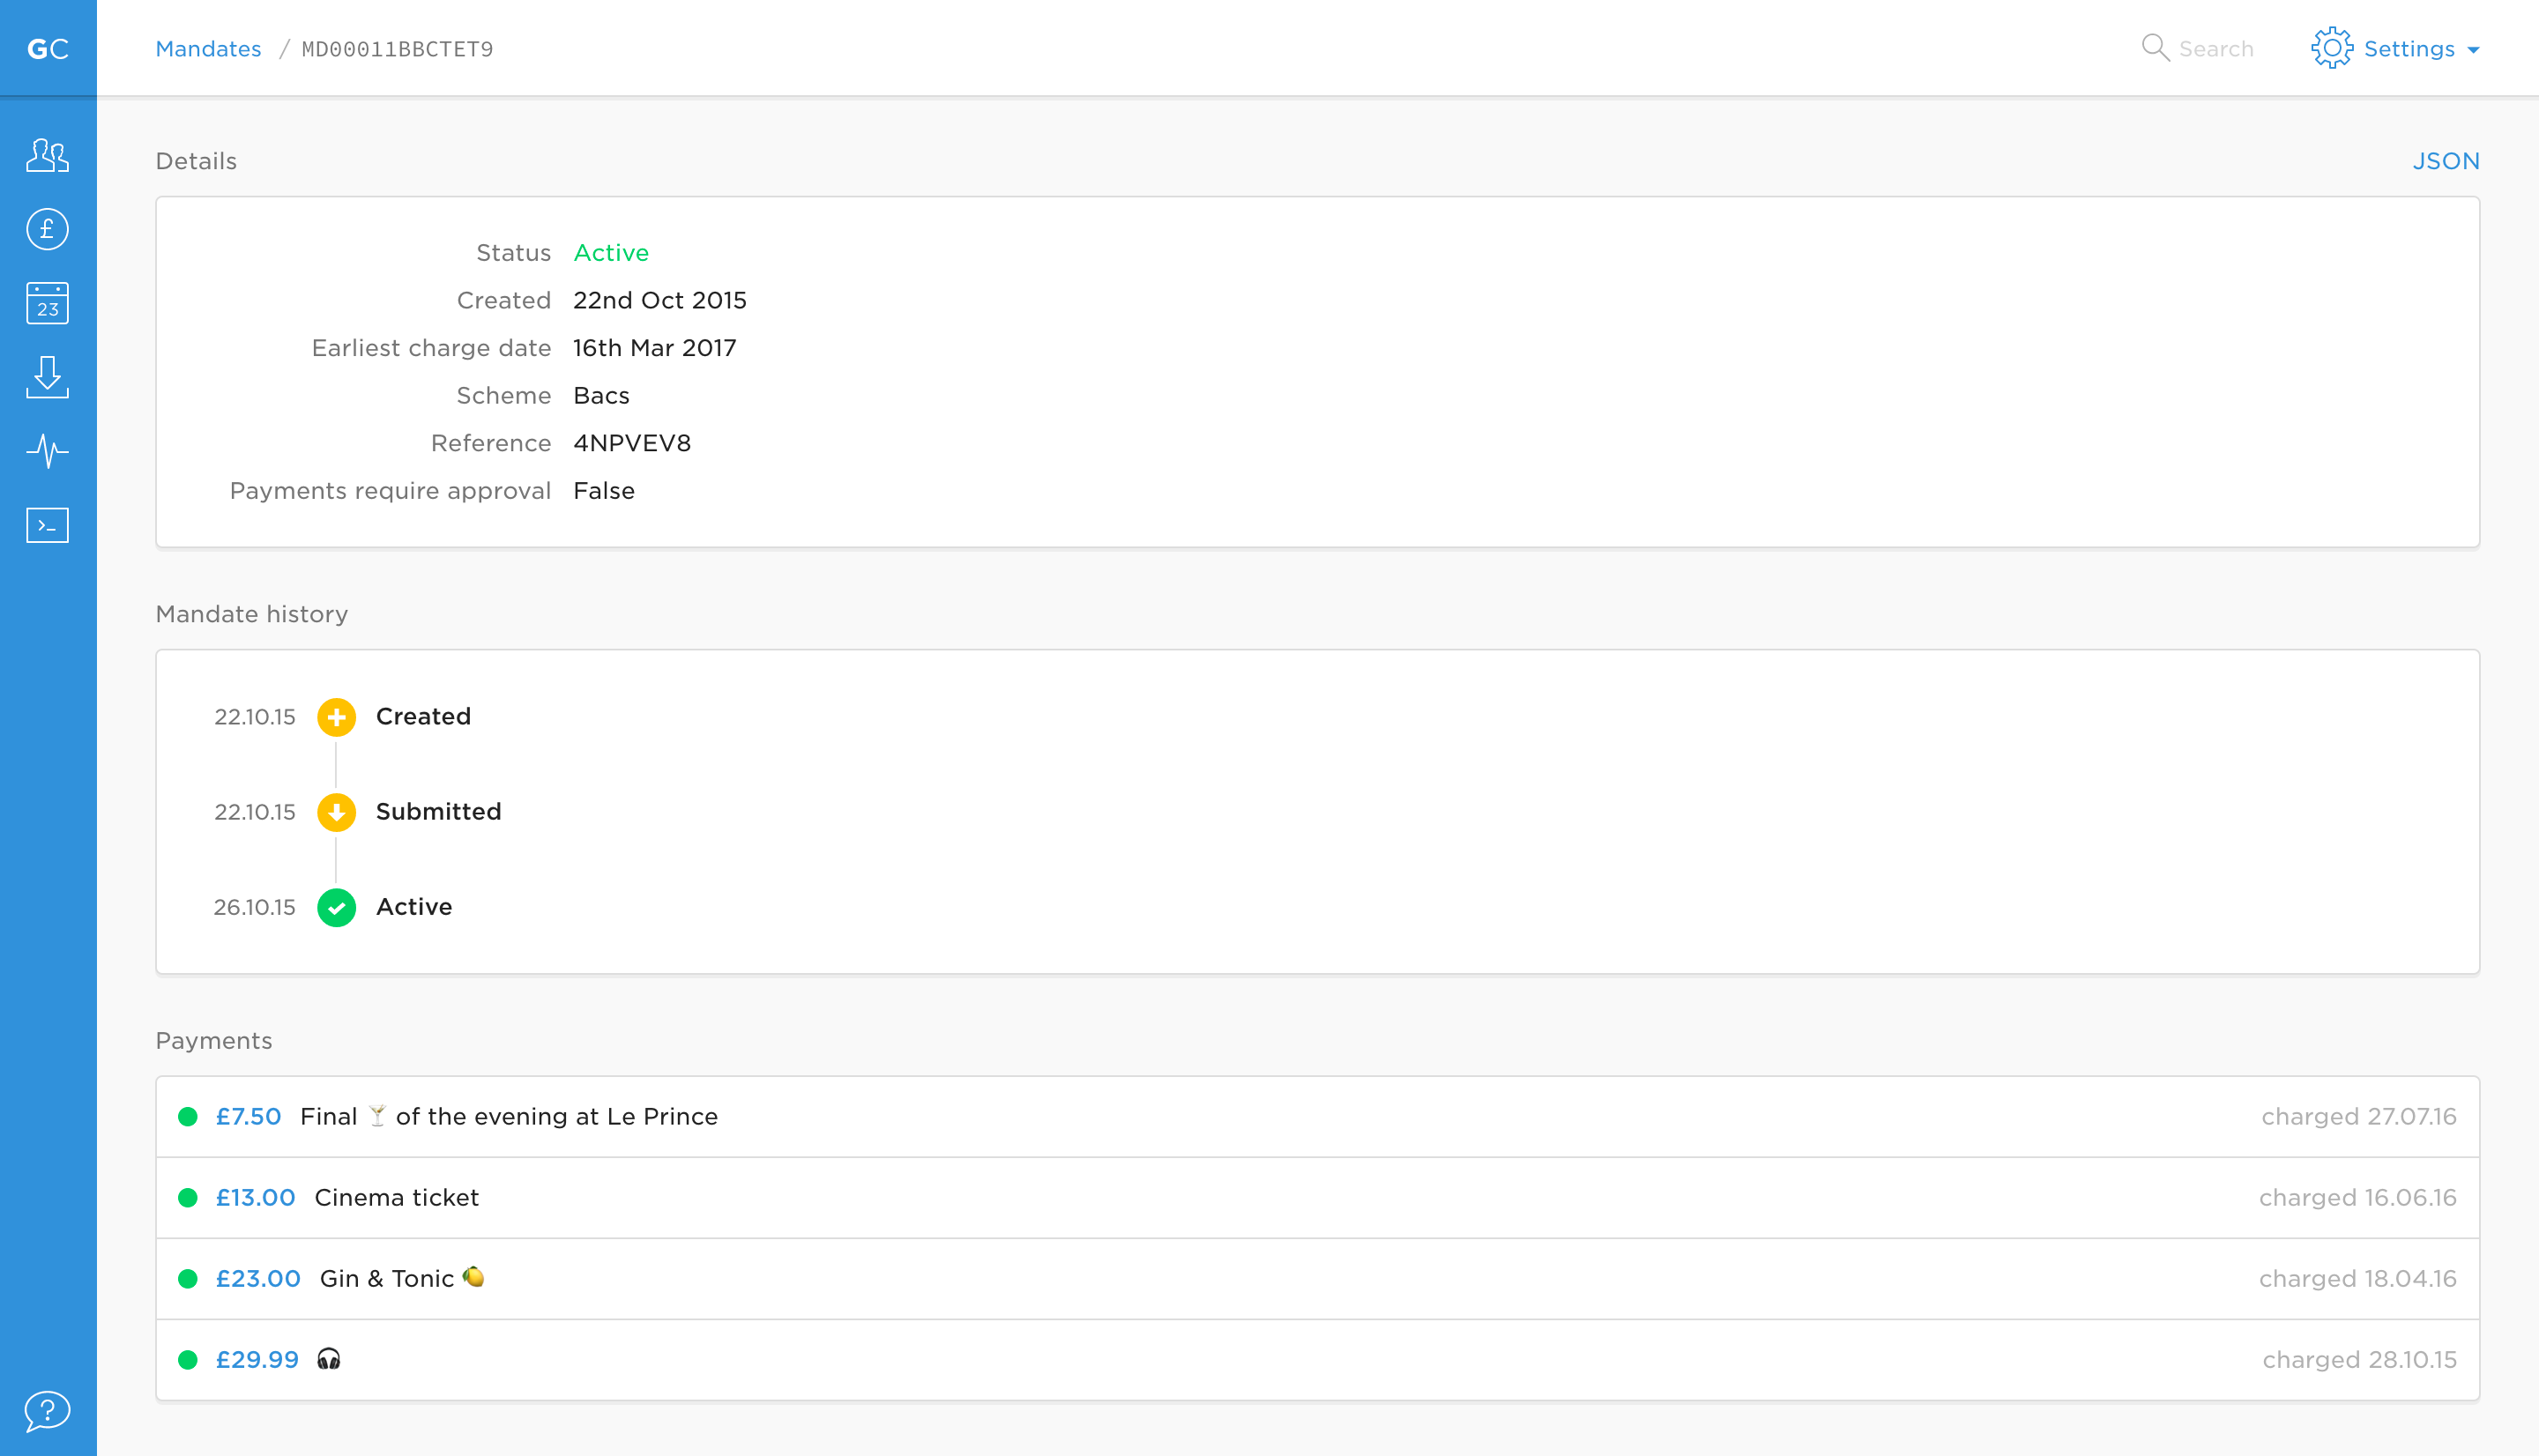 GC
Mandates / MD00011BBCTET9
Search
Settings
£
23
>_
?
Details
JSON
Status Active
Created 22nd Oct 2015
Earliest charge date 16th Mar 2017
Scheme Bacs
Reference 4NPVEV8
Payments require approval False
Mandate history
22.10.15 Created
22.10.15 Submitted
26.10.15 Active
Payments
£7.50 Final 🍸 of the evening at Le Prince charged 27.07.16
£13.00 Cinema ticket charged 16.06.16
£23.00 Gin & Tonic 🍋 charged 18.04.16
£29.99 🎧 charged 28.10.15